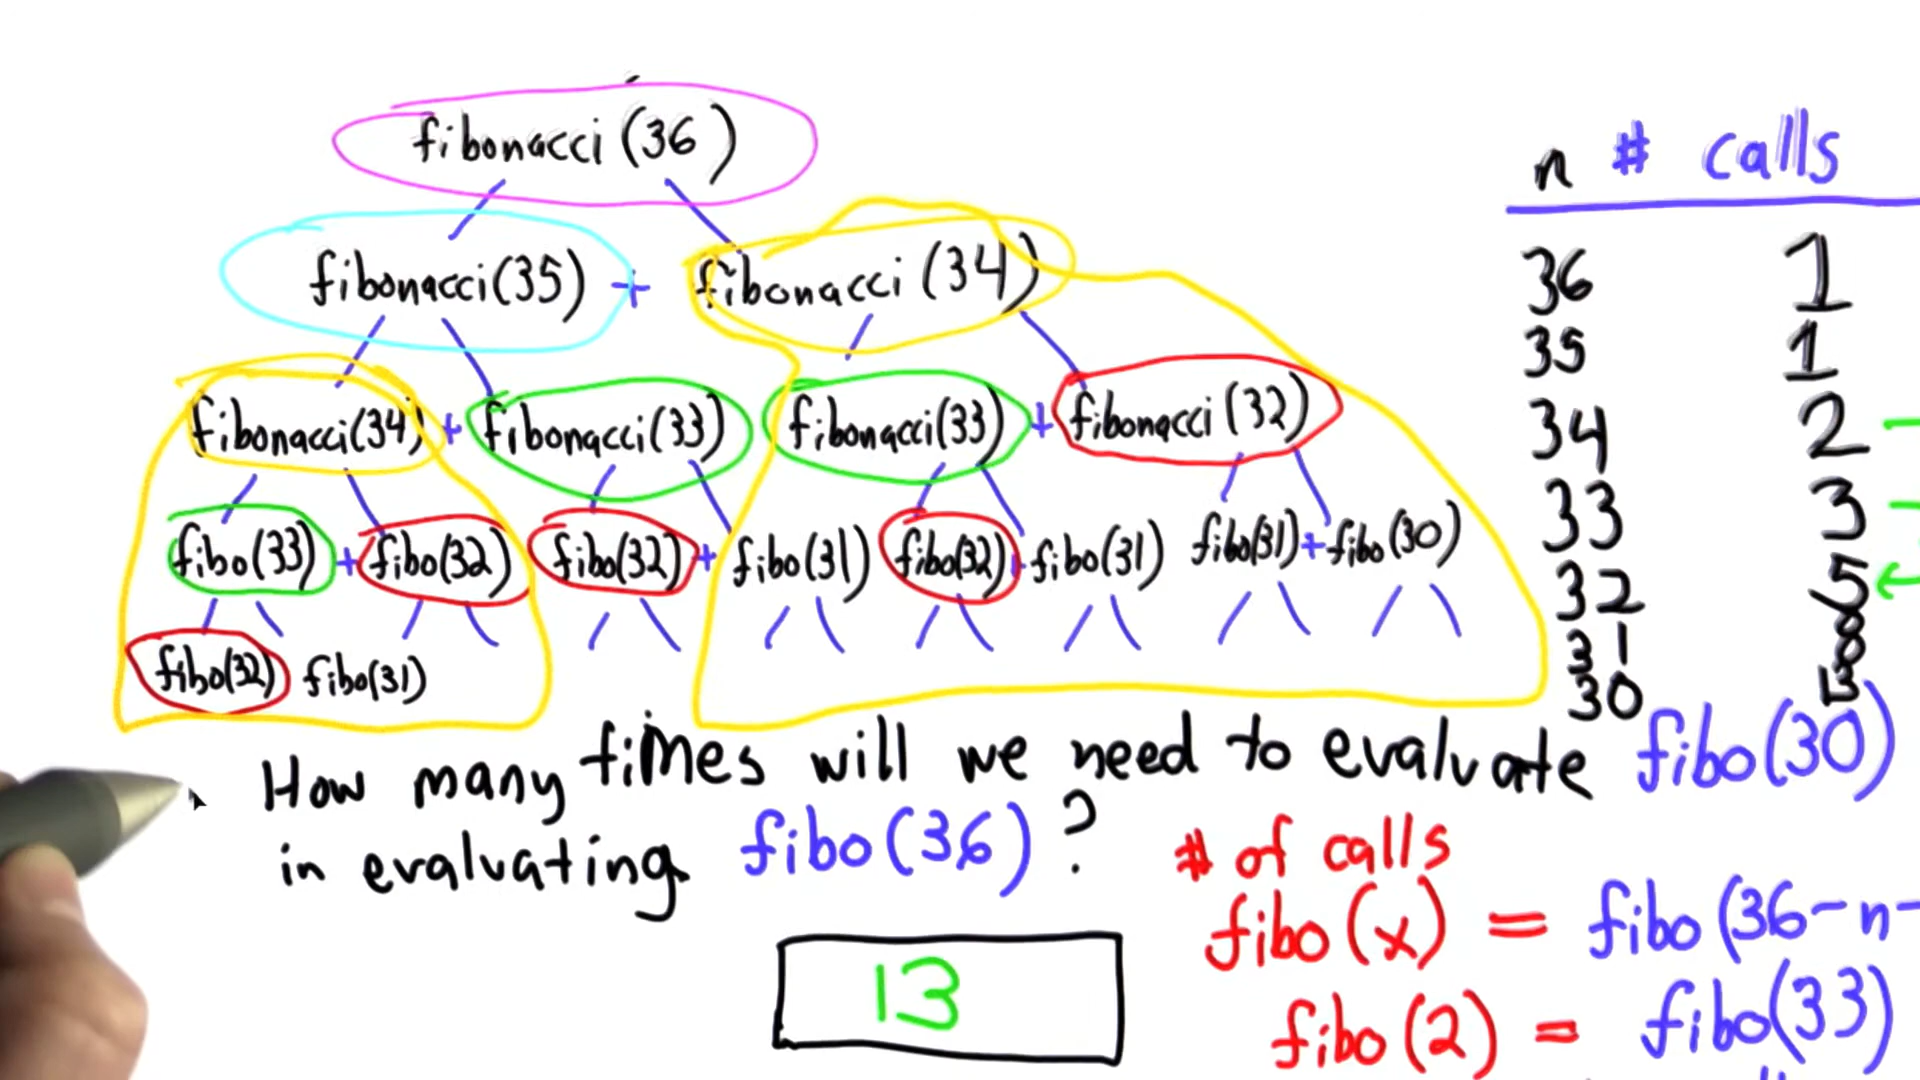 fibonacci (36)
fibonacci(35) + fibonacci (34)
fibonacci(34) + fibonacci(33) fibonacci(33) + fibonacci (32)
fibo(33) + fibo(32) fibo(32) + fibo(31) fibo(32) + fibo(31) fibo(31) + fibo(30)
fibo(32) fibo(31)
n # calls
36 1
35 1
34 2
33 3
32 5
31 8
30 13
How many times will we need to evaluate fibo(30)
in evaluating fibo(36) ?
13
# of calls
fibo(x) = fibo (36-n-
fibo(2) = fibo(33)